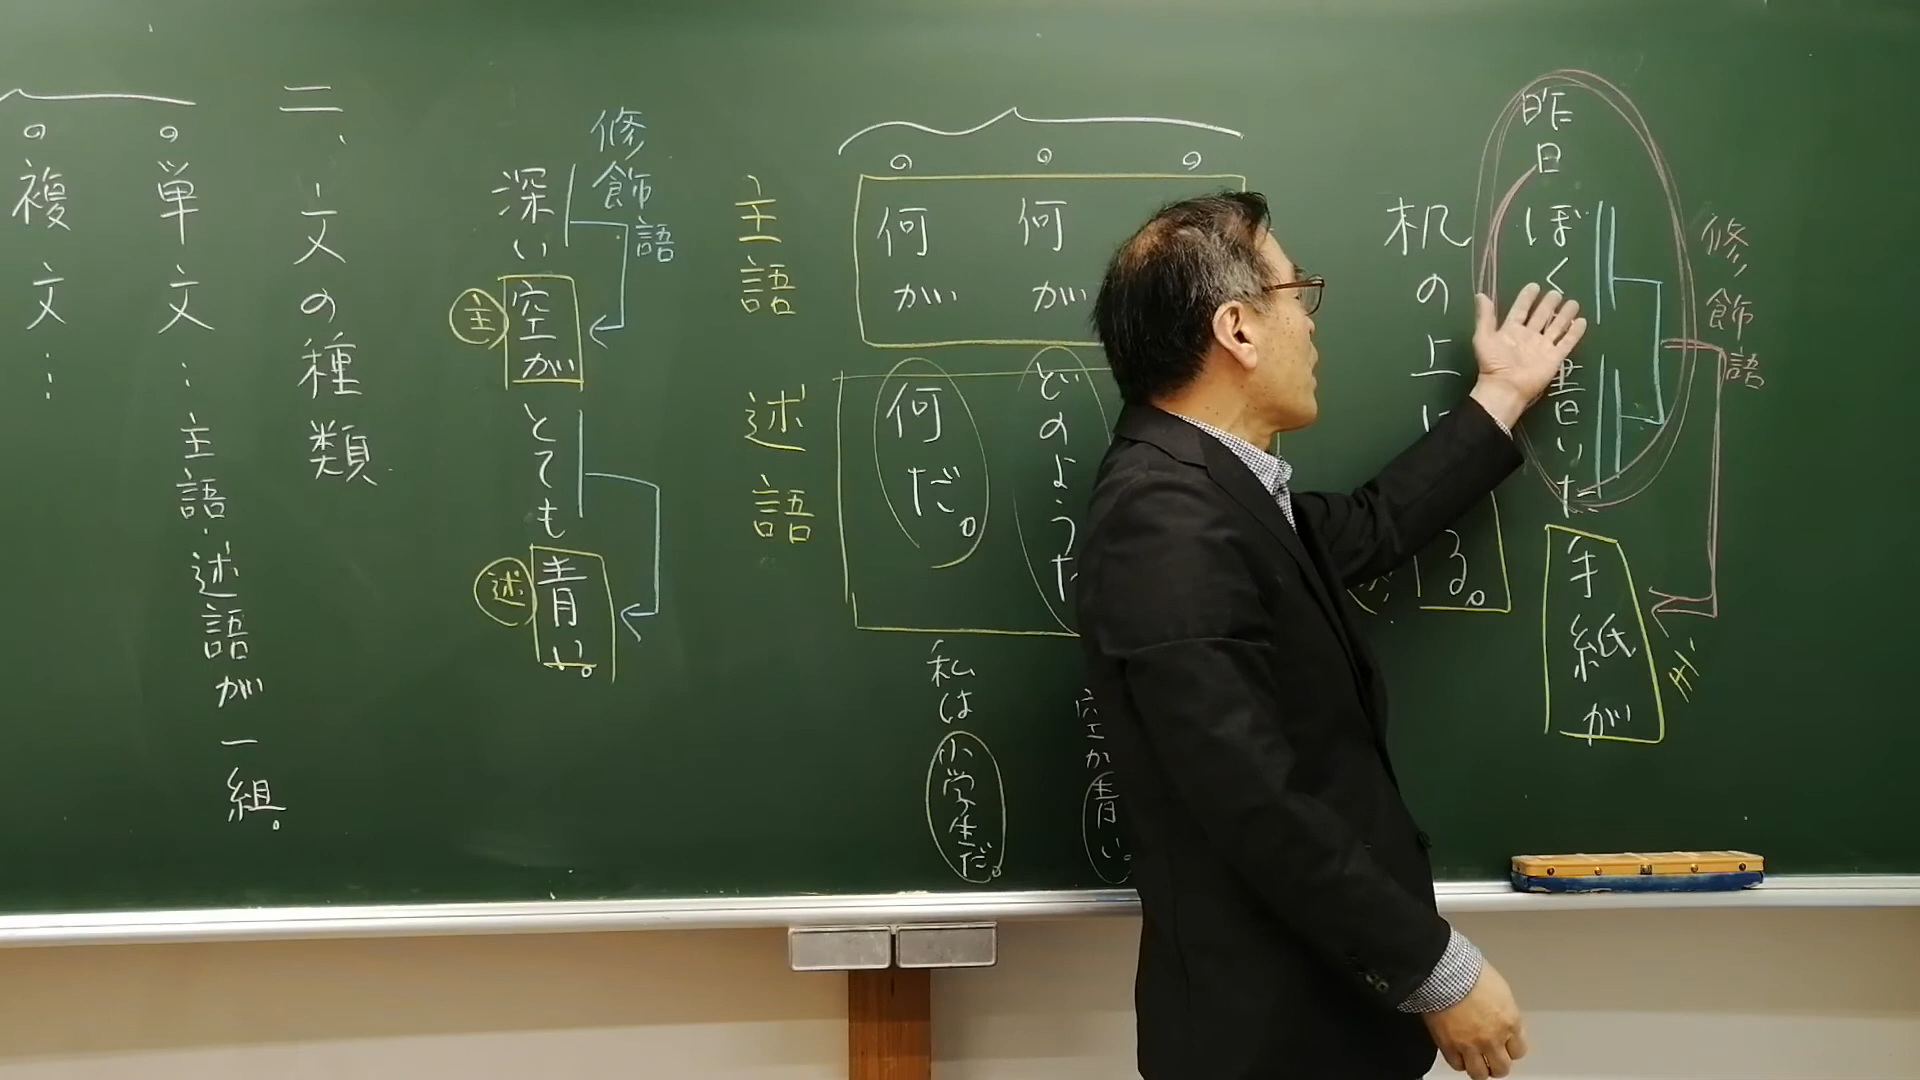 昨日ぼく
書いた
手紙が
修飾語
机の上に
る。
何が
どのような
空が青い。
何が
何だ。
私は小学生だ。
主語
述語
修飾語
深い空がとても青い。
主
述
二、文の種類
。単文…主語・述語が一組。
。複文…